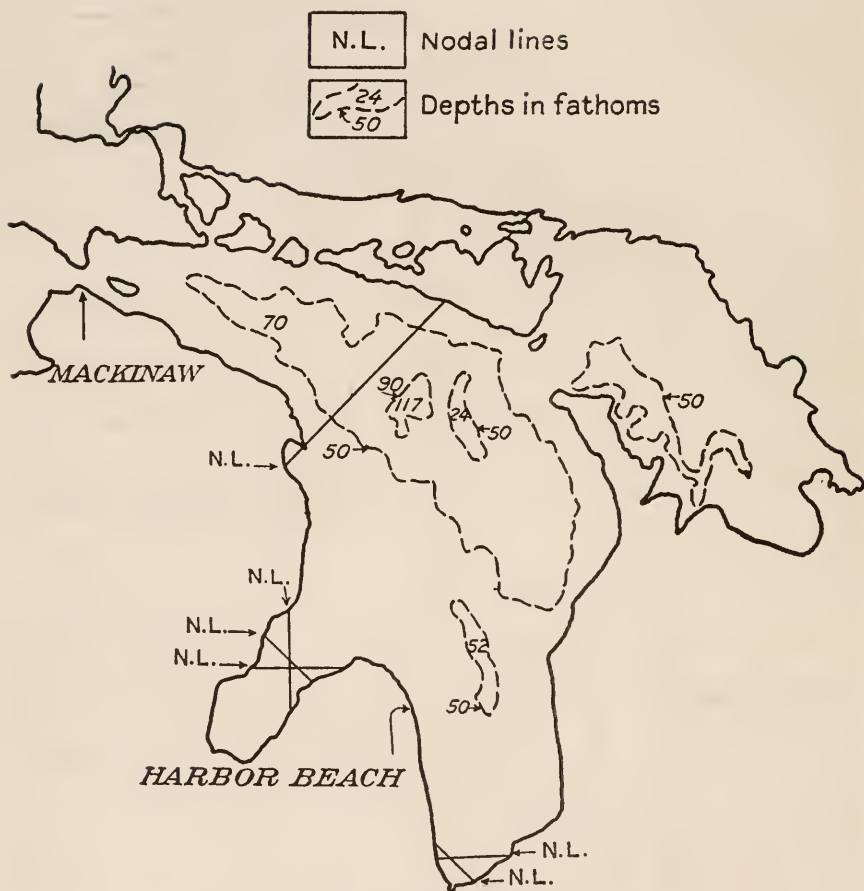 N.L. Nodal lines
24
50 Depths in fathoms
70
MACKINAW
90
117
24
50
50
50
N.L.
N.L.
N.L.
N.L.
52
50
HARBOR BEACH
N.L.
N.L.